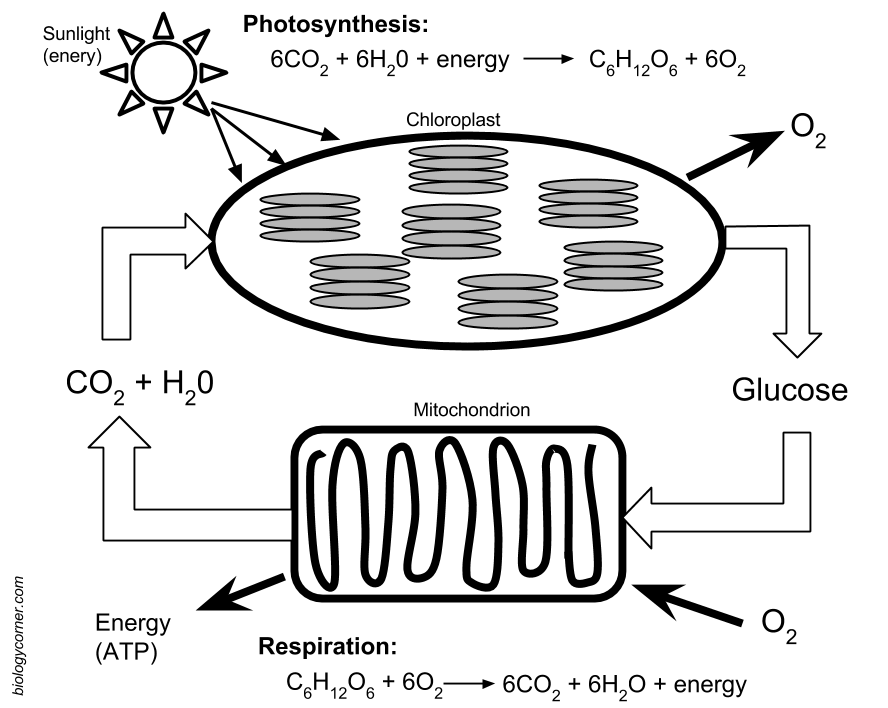 Photosynthesis:
Sunlight
(enery)
6CO₂ + 6H₂0 + energy → C₆H₁₂O₆ + 6O₂
Chloroplast
O₂
CO₂ + H₂0
Glucose
Mitochondrion
Energy
(ATP)
O₂
Respiration:
C₆H₁₂O₆ + 6O₂ → 6CO₂ + 6H₂O + energy
biologycorner.com